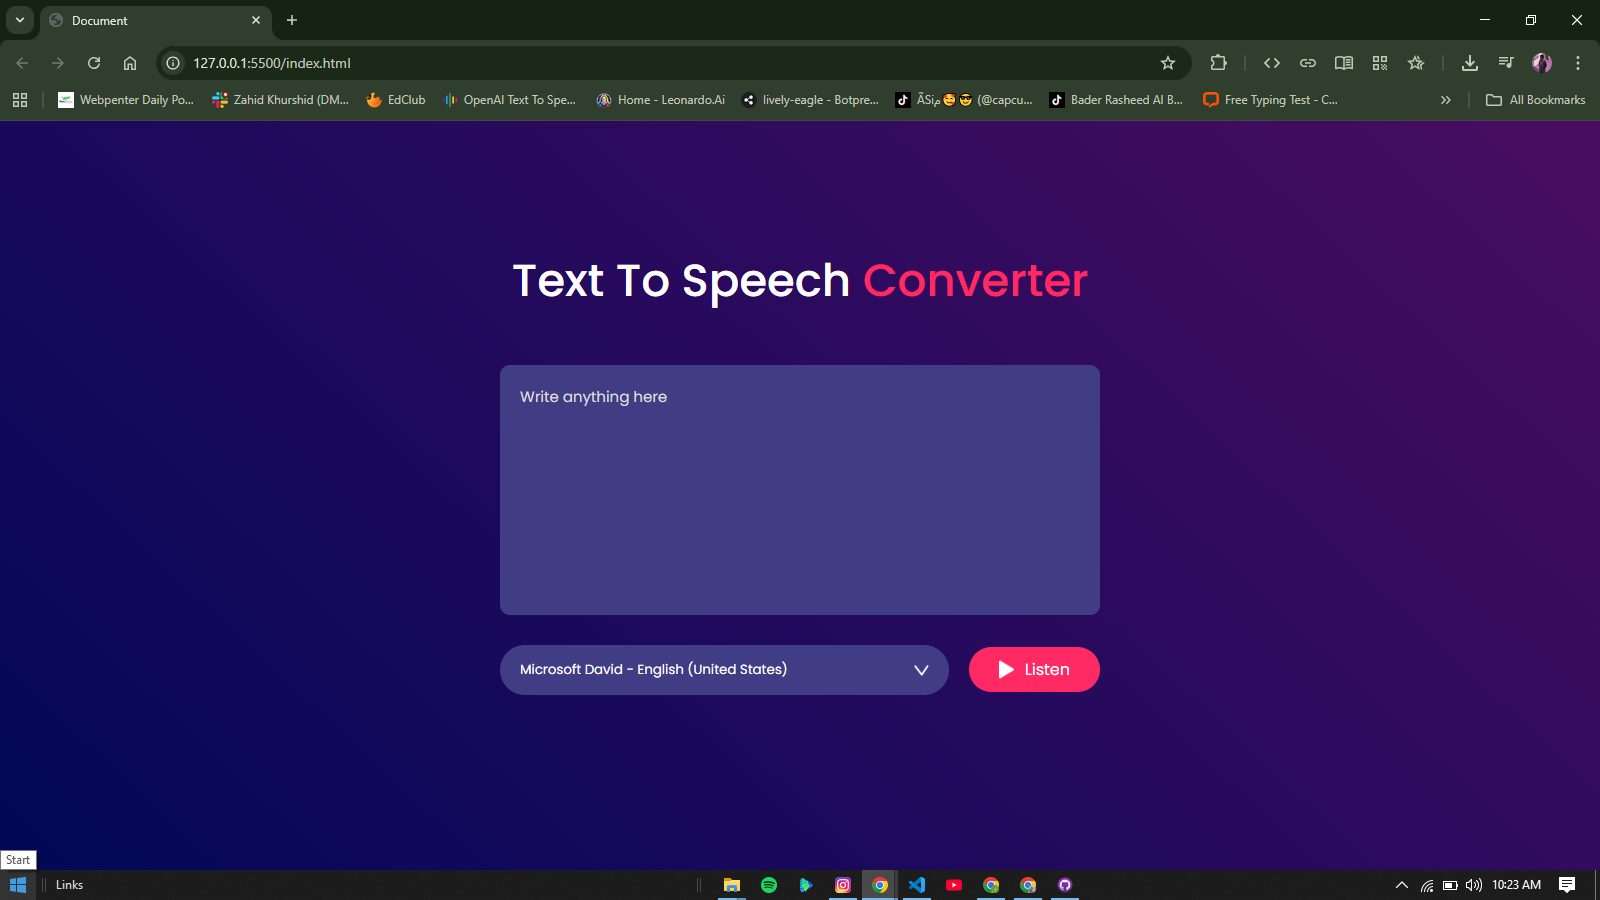 Document
127.0.0.1:5500/index.html
Webpenter Daily Po...
Zahid Khurshid (DM...
EdClub
OpenAI Text To Spe...
Home - Leonardo.Ai
lively-eagle - Botpre...
(@capcu...
Bader Rasheed AI B...
Free Typing Test - C...
All Bookmarks
Text To Speech Converter
Write anything here
Microsoft David - English (United States)
Listen
Start
Links
10:23 AM